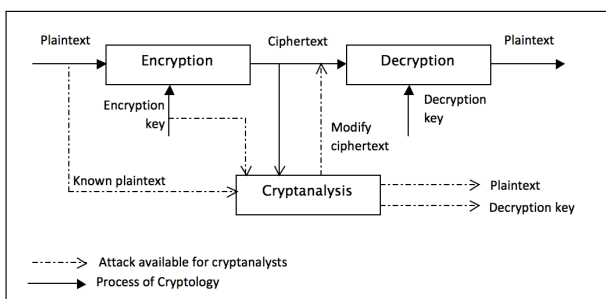 Plaintext
Ciphertext
Plaintext
Encryption
Decryption
Encryption
key
Decryption
key
Modify
ciphertext
Known plaintext
Cryptanalysis
Plaintext
Decryption key
Attack available for cryptanalysts
Process of Cryptology